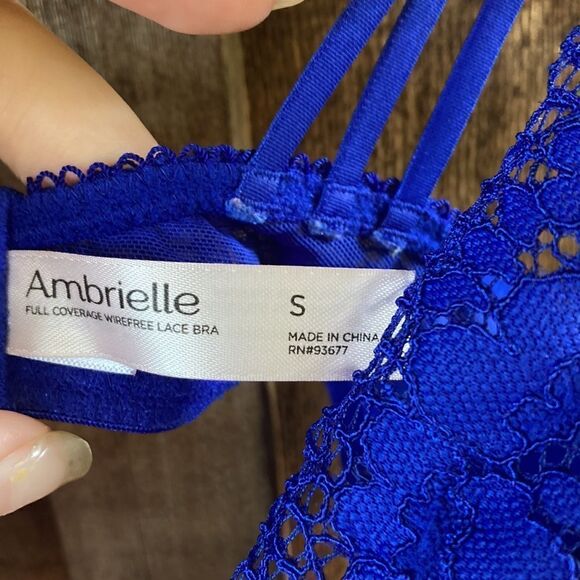 Ambrielle
FULL COVERAGE WIREFREE LACE BRA
S
MADE IN CHINA
RN#93677